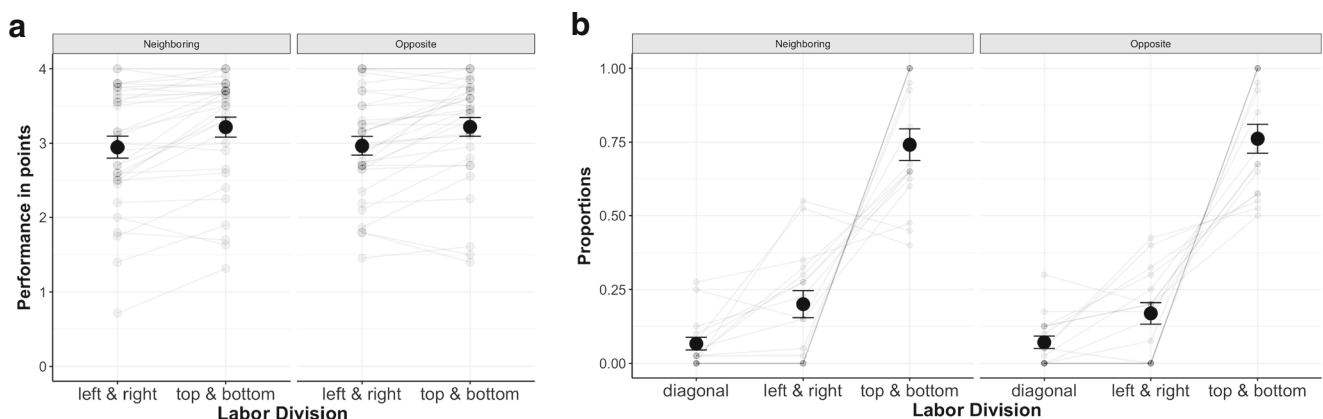 a
Neighboring
Opposite
Performance in points
4
3
2
1
0
left & right
top & bottom
left & right
top & bottom
Labor Division
b
Neighboring
Opposite
Proportions
1.00
0.75
0.50
0.25
0.00
diagonal
left & right
top & bottom
diagonal
left & right
top & bottom
Labor Division